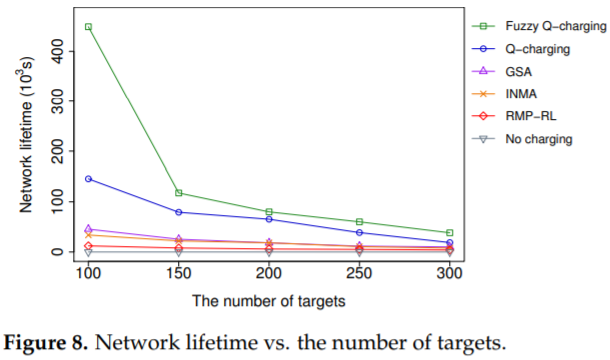 Network lifetime (10³s)
400
300
200
100
0
100 150 200 250 300
The number of targets
Fuzzy Q−charging
Q−charging
GSA
INMA
RMP−RL
No charging
Figure 8. Network lifetime vs. the number of targets.